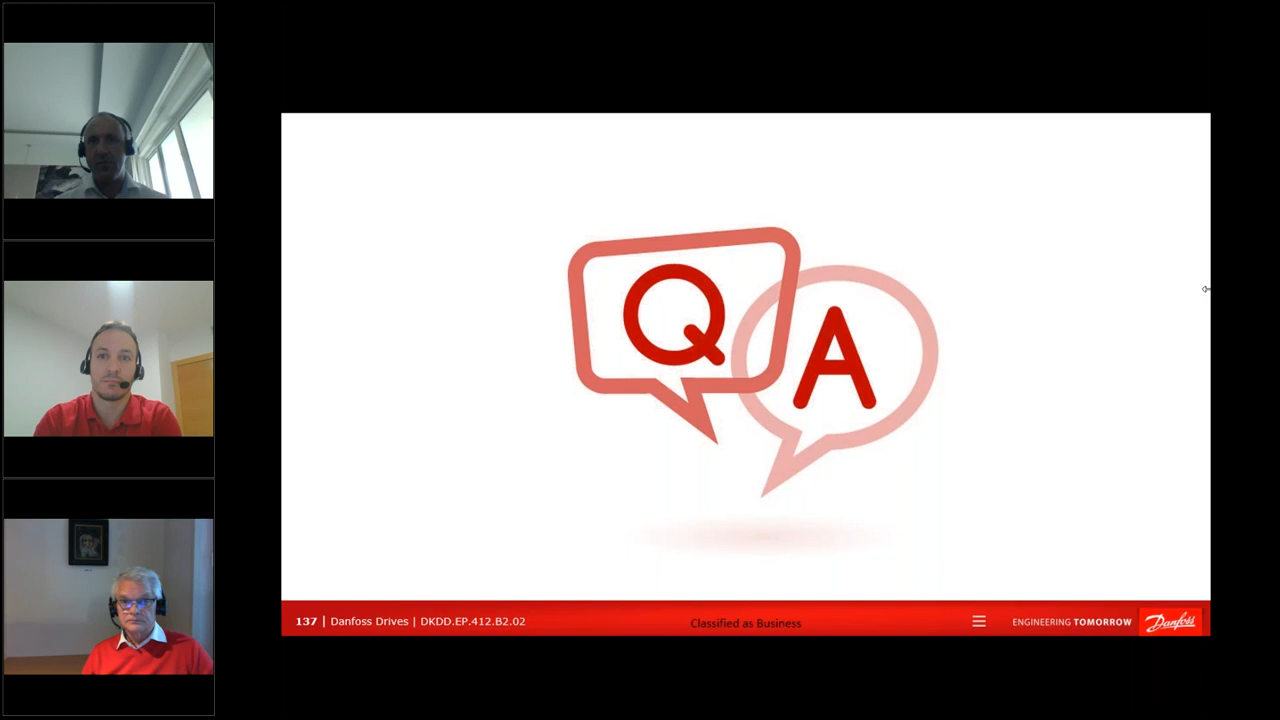 Q
A
137 | Danfoss Drives | DKDD.EP.412.B2.02
Classified as Business
ENGINEERING TOMORROW
Danfoss